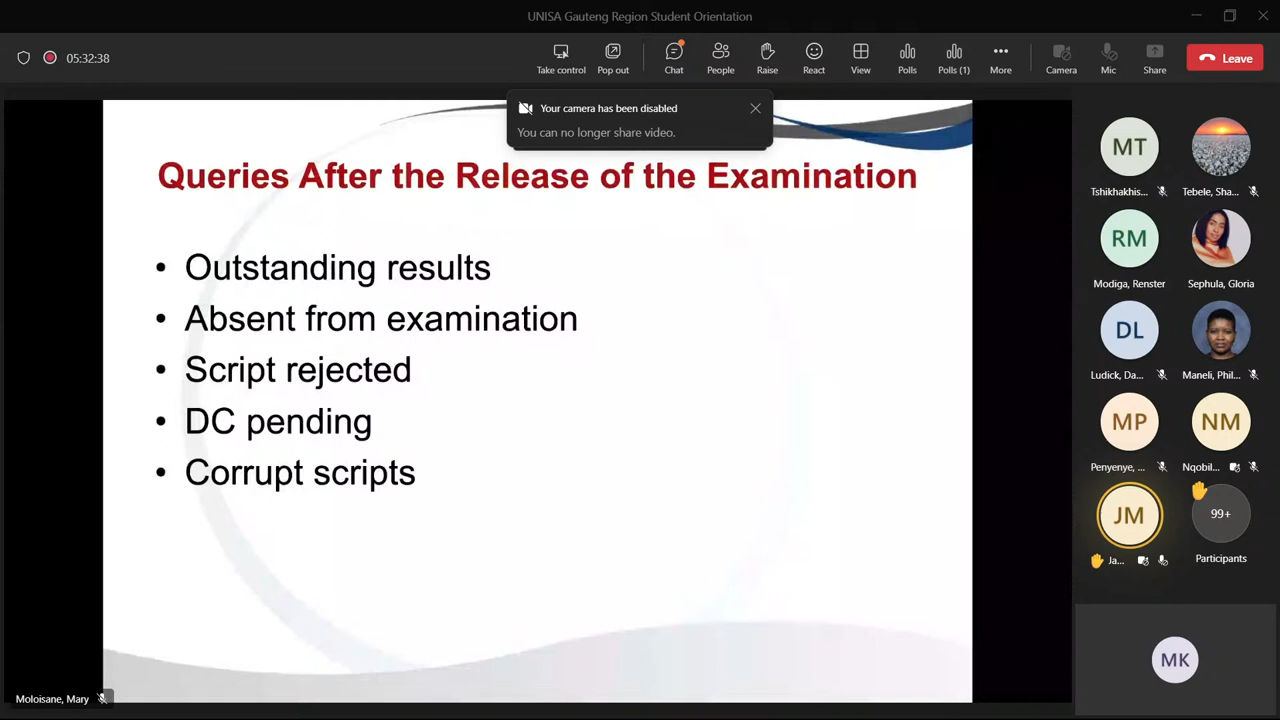 UNISA Gauteng Region Student Orientation
05:32:38
Take control
Pop out
Chat
People
Raise
React
View
Polls
Polls (1)
More
Camera
Mic
Share
Leave
Your camera has been disabled
You can no longer share video.
Queries After the Release of the Examination
• Outstanding results
• Absent from examination
• Script rejected
• DC pending
• Corrupt scripts
MT
Tshikhakhis...
Tebele, Sha...
RM
Modiga, Renster
Sephula, Gloria
DL
Ludick, Da...
Maneli, Phil...
MP
Penyenye, ...
NM
Nqobil...
JM
Ja...
99+
Participants
MK
Moloisane, Mary